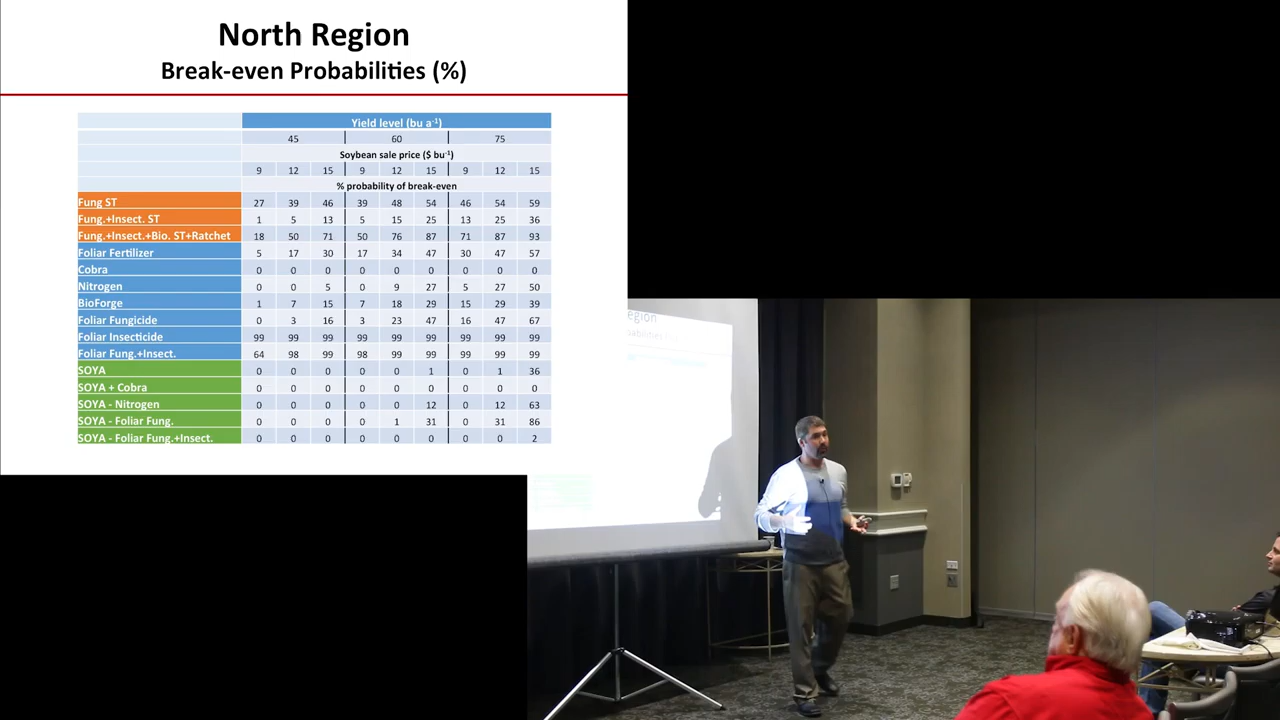 North Region
Break-even Probabilities (%)
Yield level (bu a-1)
45 60 75
Soybean sale price ($ bu-1)
9 12 15 9 12 15 9 12 15
% probability of break-even
Fung ST 27 39 46 39 48 54 46 54 59
Fung.+Insect. ST 1 5 13 5 15 25 13 25 36
Fung.+Insect.+Bio. ST+Ratchet 18 50 71 50 76 87 71 87 93
Foliar Fertilizer 5 17 30 17 34 47 30 47 57
Cobra 0 0 0 0 0 0 0 0 0
Nitrogen 0 0 5 0 9 27 5 27 50
BioForge 1 7 15 7 18 29 15 29 39
Foliar Fungicide 0 3 16 3 23 47 16 47 67
Foliar Insecticide 99 99 99 99 99 99 99 99 99
Foliar Fung.+Insect. 64 98 99 98 99 99 99 99 99
SOYA 0 0 0 0 0 1 0 1 36
SOYA + Cobra 0 0 0 0 0 0 0 0 0
SOYA - Nitrogen 0 0 0 0 0 12 0 12 63
SOYA - Foliar Fung. 0 0 0 0 1 31 0 31 86
SOYA - Foliar Fung.+Insect. 0 0 0 0 0 0 0 0 2